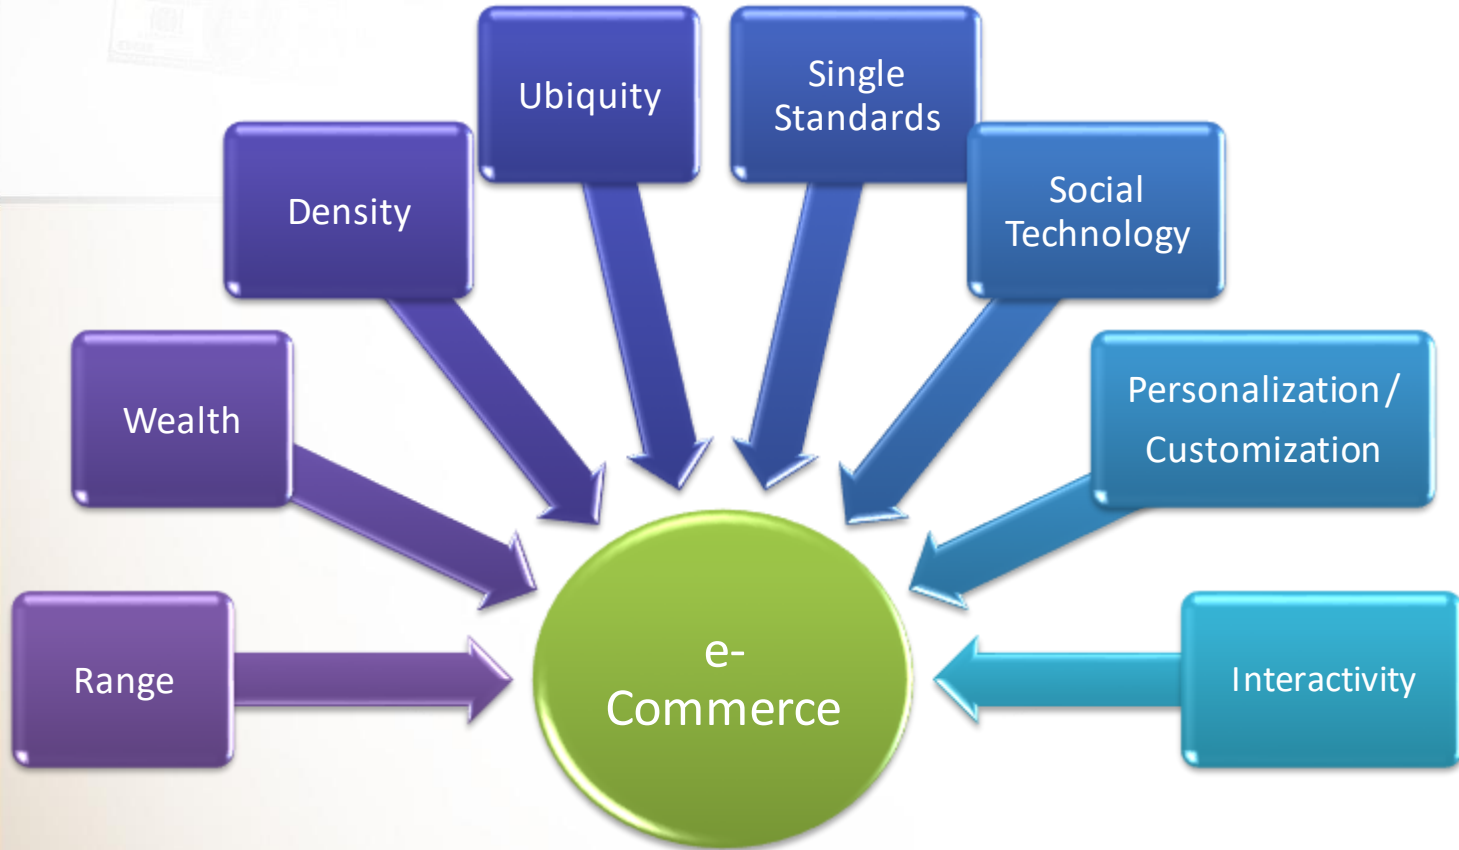 Ubiquity
Single
Standards
Density
Social
Technology
Wealth
Personalization/
Customization
Range
e-
Commerce
Interactivity